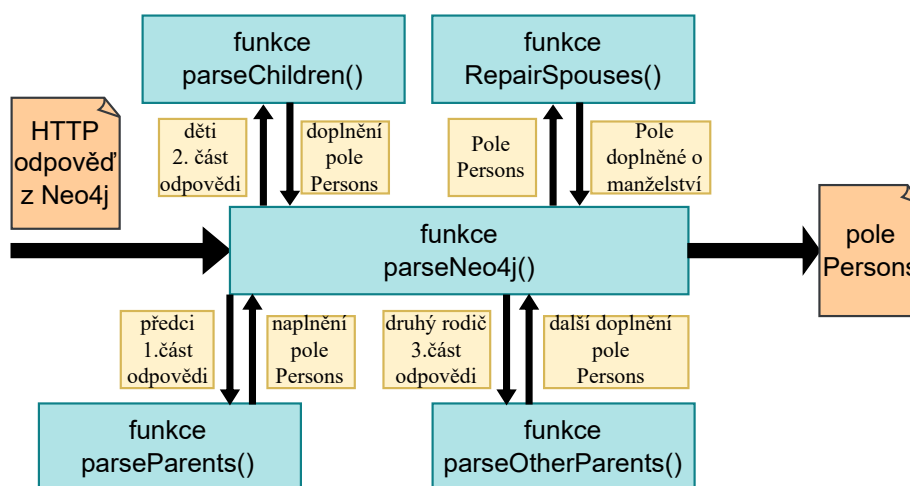 funkce
parseChildren()
funkce
RepairSpouses()
HTTP
odpověď
z Neo4j
děti
2. část
odpovědi
doplnění
pole
Persons
Pole
Persons
Pole
doplněné o
manželství
funkce
parseNeo4j()
pole
Persons
předci
1.část
odpovědi
naplnění
pole
Persons
druhý rodič
3.část
odpovědi
další doplnění
pole
Persons
funkce
parseParents()
funkce
parseOtherParents()